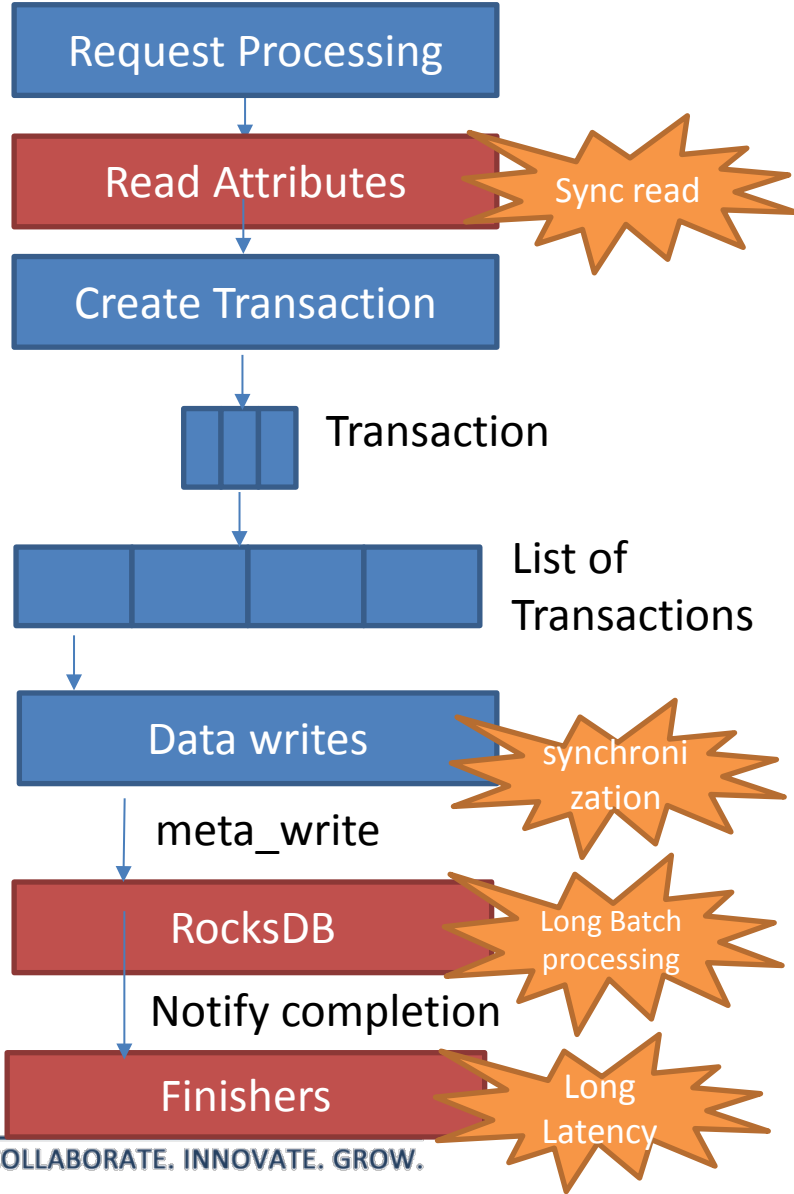 Request Processing
Read Attributes
Sync read
Create Transaction
Transaction
List of
Transactions
Data writes
synchroni
zation
meta_write
RocksDB
Long Batch
processing
Notify completion
Finishers
Long
Latency
OLLABORATE. INNOVATE. GROW.